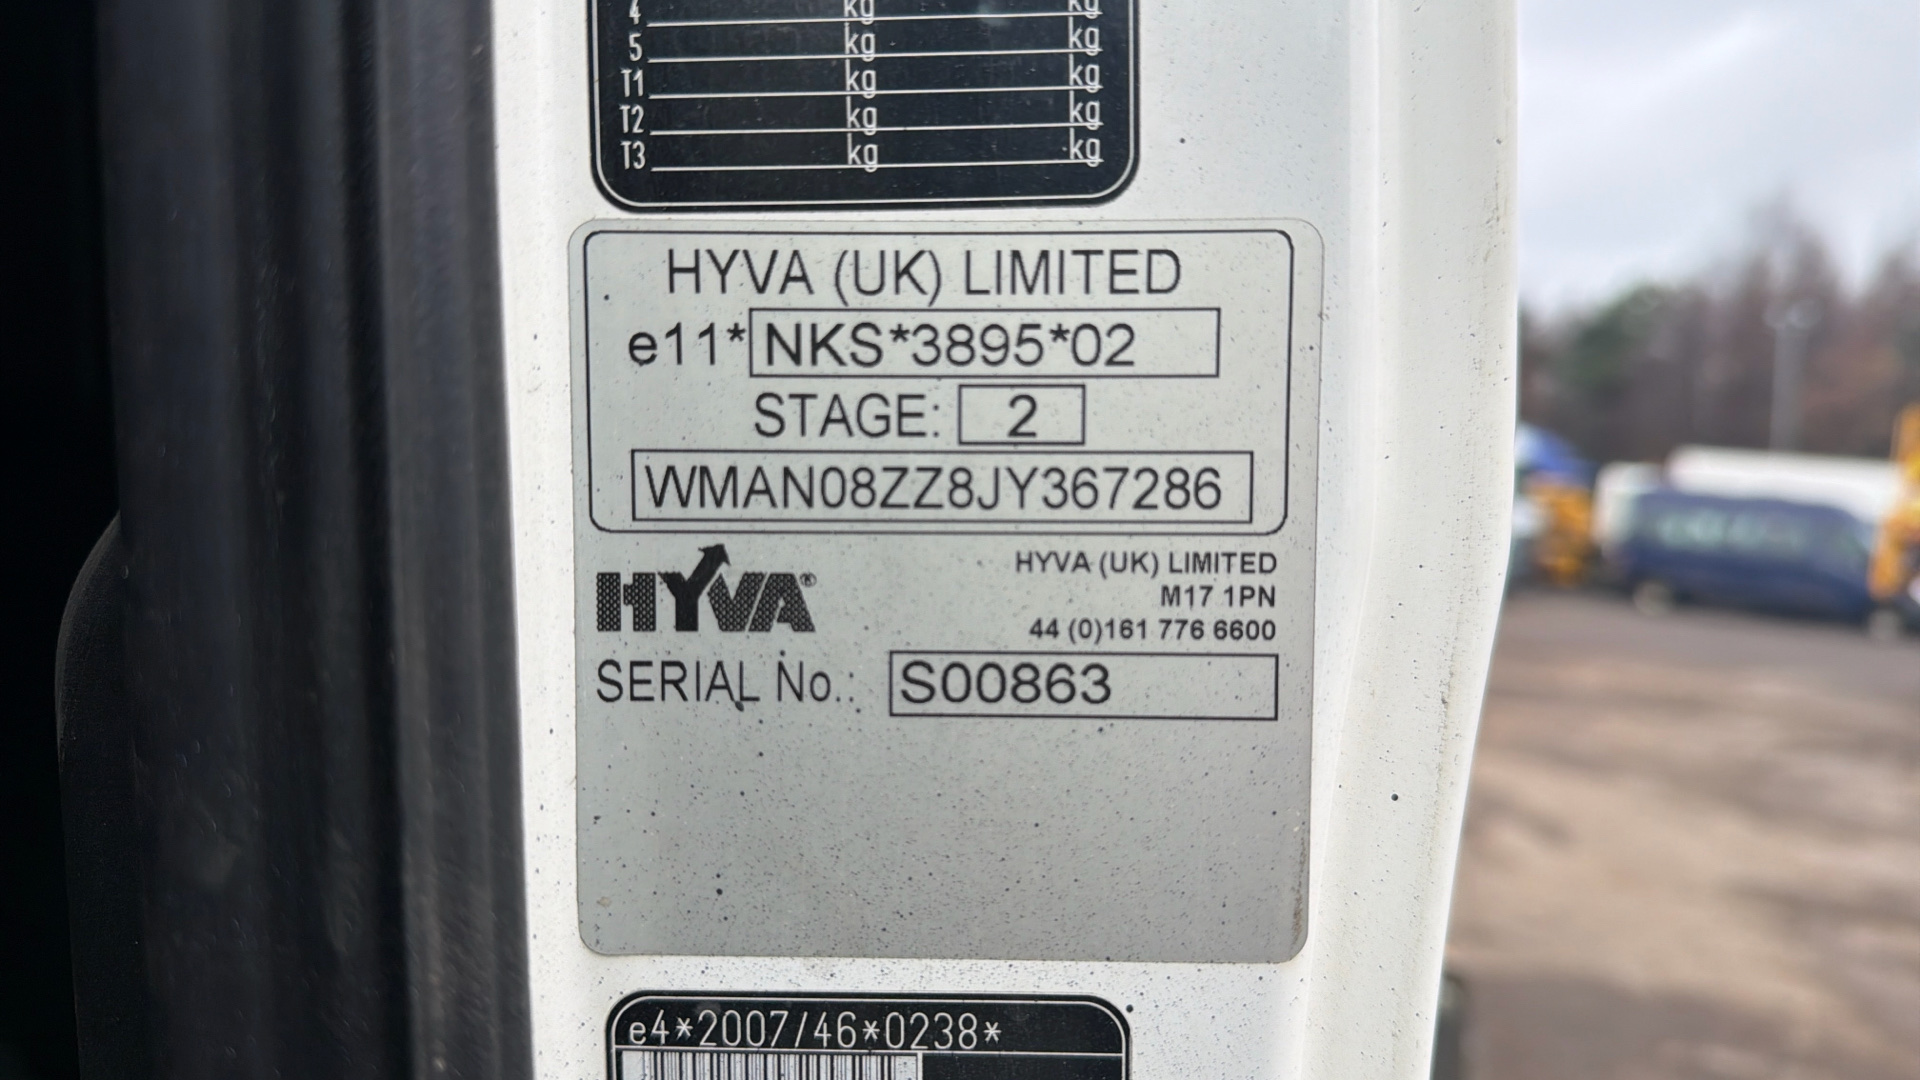 4 kg kg
5 kg kg
T1 kg kg
T2 kg kg
T3 kg kg
HYVA (UK) LIMITED
e11* NKS*3895*02
STAGE: 2
WMAN08ZZ8JY367286
HYVA®
HYVA (UK) LIMITED
M17 1PN
44 (0)161 776 6600
SERIAL No.: S00863
e4*2007/46*0238*